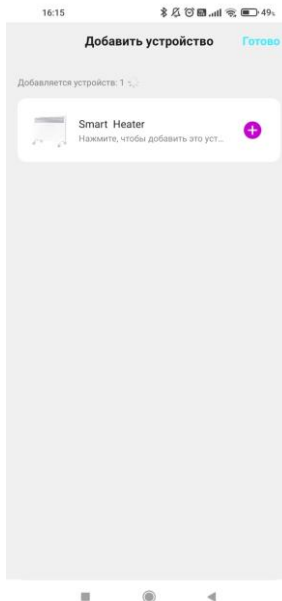 16:15 49%
Добавить устройство Готово
Добавляется устройств: 1
Smart Heater
Нажмите, чтобы добавить это уст...